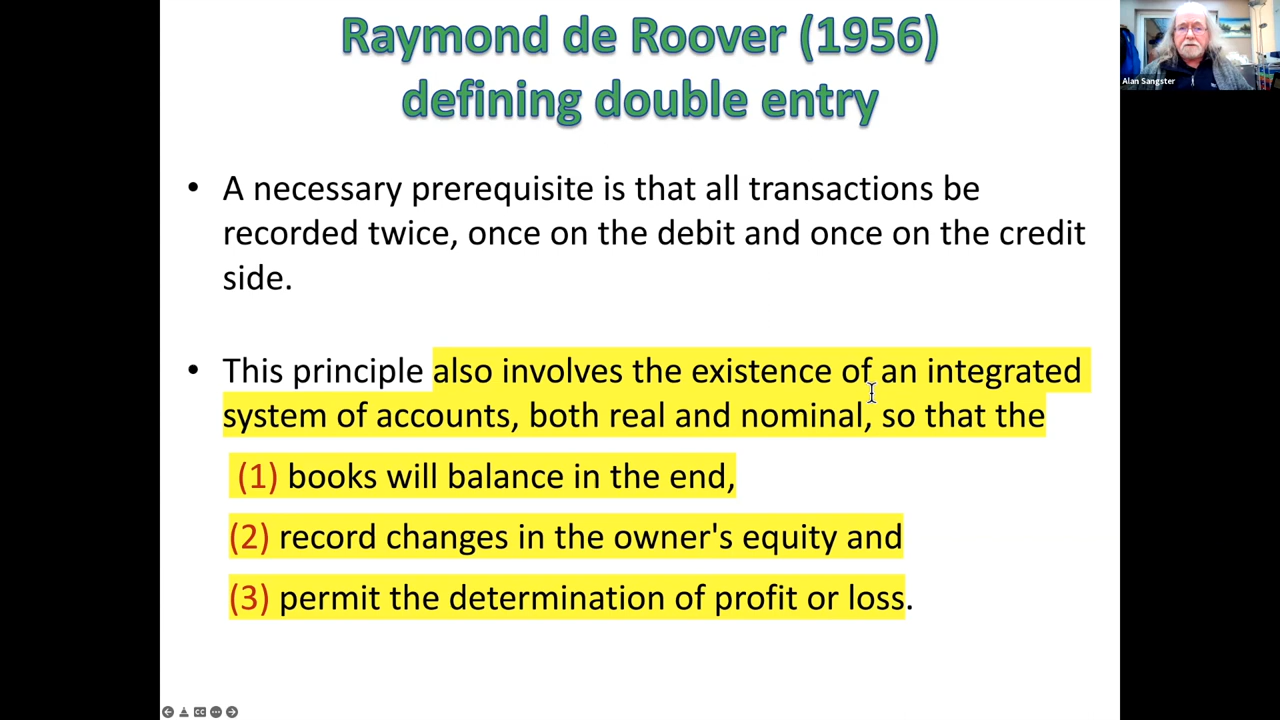 Raymond de Roover (1956)
defining double entry
Alan Sangster
• A necessary prerequisite is that all transactions be
recorded twice, once on the debit and once on the credit
side.
• This principle also involves the existence of an integrated
system of accounts, both real and nominal, so that the
(1) books will balance in the end,
(2) record changes in the owner's equity and
(3) permit the determination of profit or loss.
CC